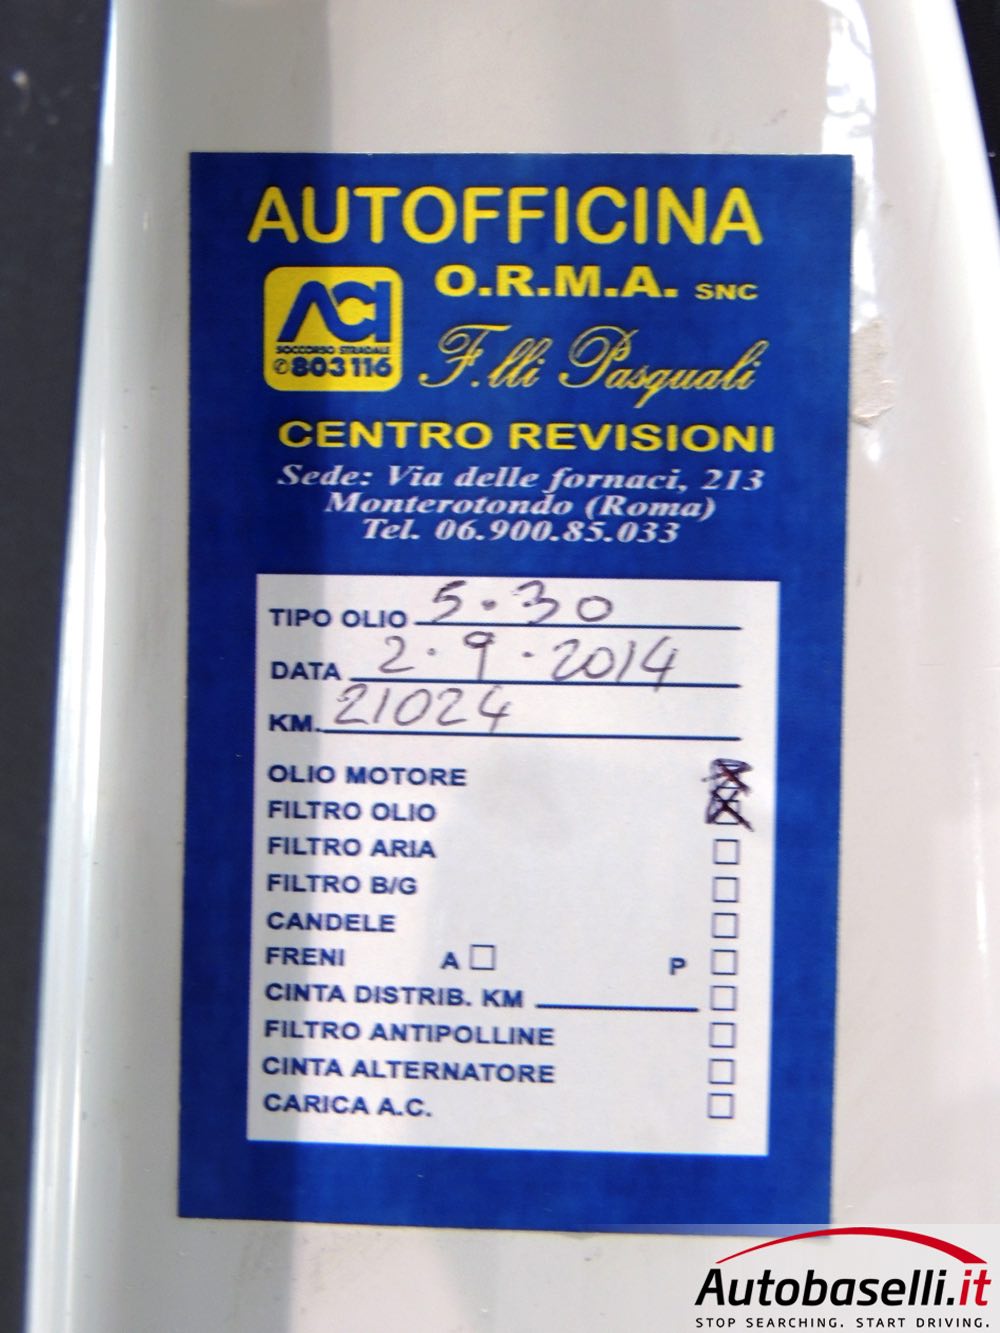 AUTOFFICINA
O.R.M.A. SNC
ACI
SOCCORSO STRADALE
✆803116
F.lli Pasquali
CENTRO REVISIONI
Sede: Via delle fornaci, 213
Monterotondo (Roma)
Tel. 06.900.85.033
TIPO OLIO 5.30
DATA 2.9.2014
KM. 21024
OLIO MOTORE
FILTRO OLIO
FILTRO ARIA
FILTRO B/G
CANDELE
FRENI A P
CINTA DISTRIB. KM
FILTRO ANTIPOLLINE
CINTA ALTERNATORE
CARICA A.C.
Autobaselli.it
STOP SEARCHING. START DRIVING.